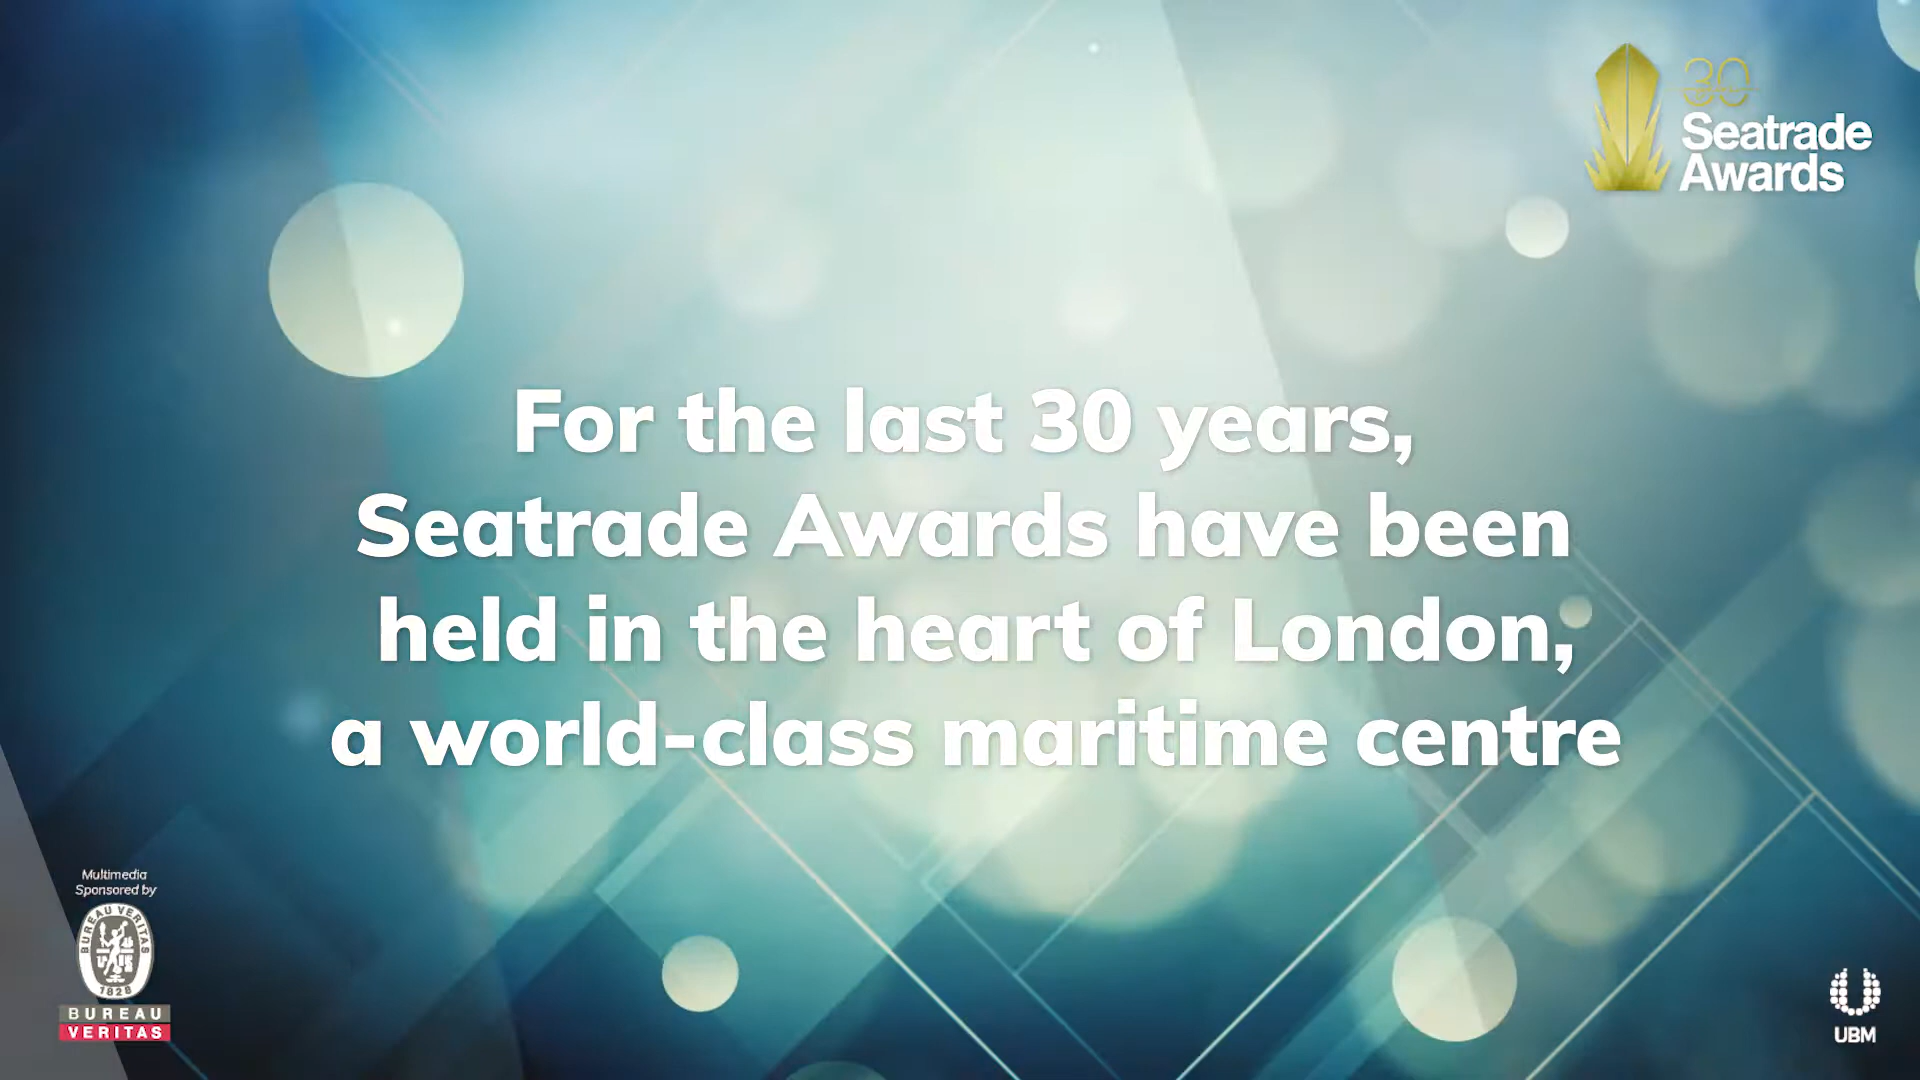 30
Seatrade
Awards
For the last 30 years,
Seatrade Awards have been
held in the heart of London,
a world-class maritime centre
Multimedia
Sponsored by
BUREAU VERITAS
1828
BUREAU
VERITAS
UBM